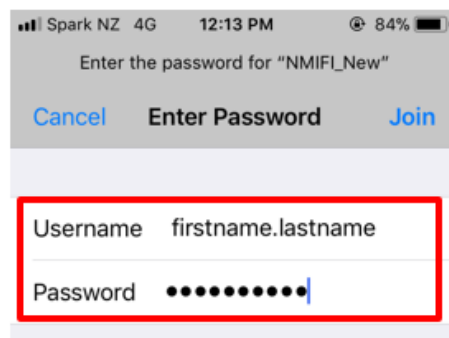 Spark NZ 4G 12:13 PM 84%
Enter the password for “NMIFI_New”
Cancel Enter Password Join
Username firstname.lastname
Password ●●●●●●●●●●